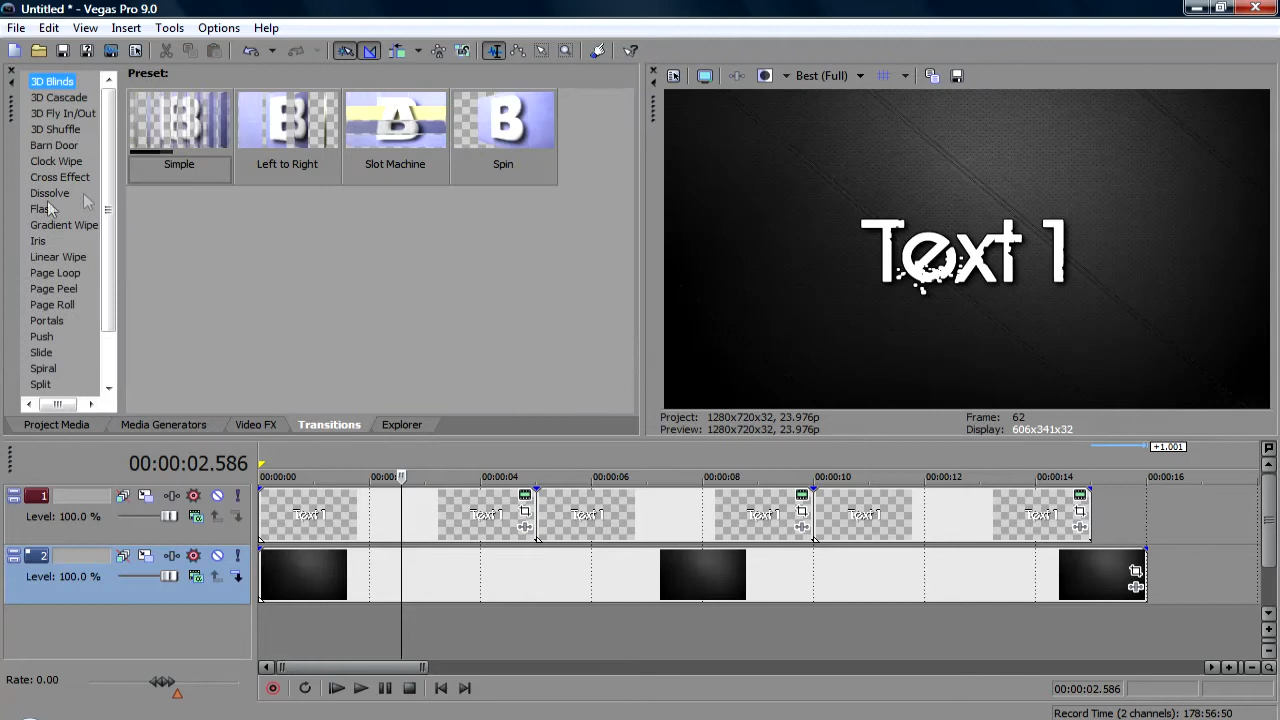 Untitled * - Vegas Pro 9.0
File Edit View Insert Tools Options Help
3D Blinds
3D Cascade
3D Fly In/Out
3D Shuffle
Barn Door
Clock Wipe
Cross Effect
Dissolve
Flas
Gradient Wipe
Iris
Linear Wipe
Page Loop
Page Peel
Page Roll
Portals
Push
Slide
Spiral
Split
Preset:
B B A B
Simple Left to Right Slot Machine Spin
Best (Full)
Text 1
Project: 1280x720x32, 23.976p Frame: 62
Preview: 1280x720x32, 23.976p Display: 606x341x32
Project Media Media Generators Video FX Transitions Explorer
+1.001
00:00:02.586
00:00:00 00:00: 00:00:04 00:00:06 00:00:08 00:00:10 00:00:12 00:00:14 00:00:16
1
Level: 100.0 %
Text 1 Text 1 Text 1 Text 1 Text 1 Text 1
2
Level: 100.0 %
Rate: 0.00
00:00:02.586
Record Time (2 channels): 178:56:50